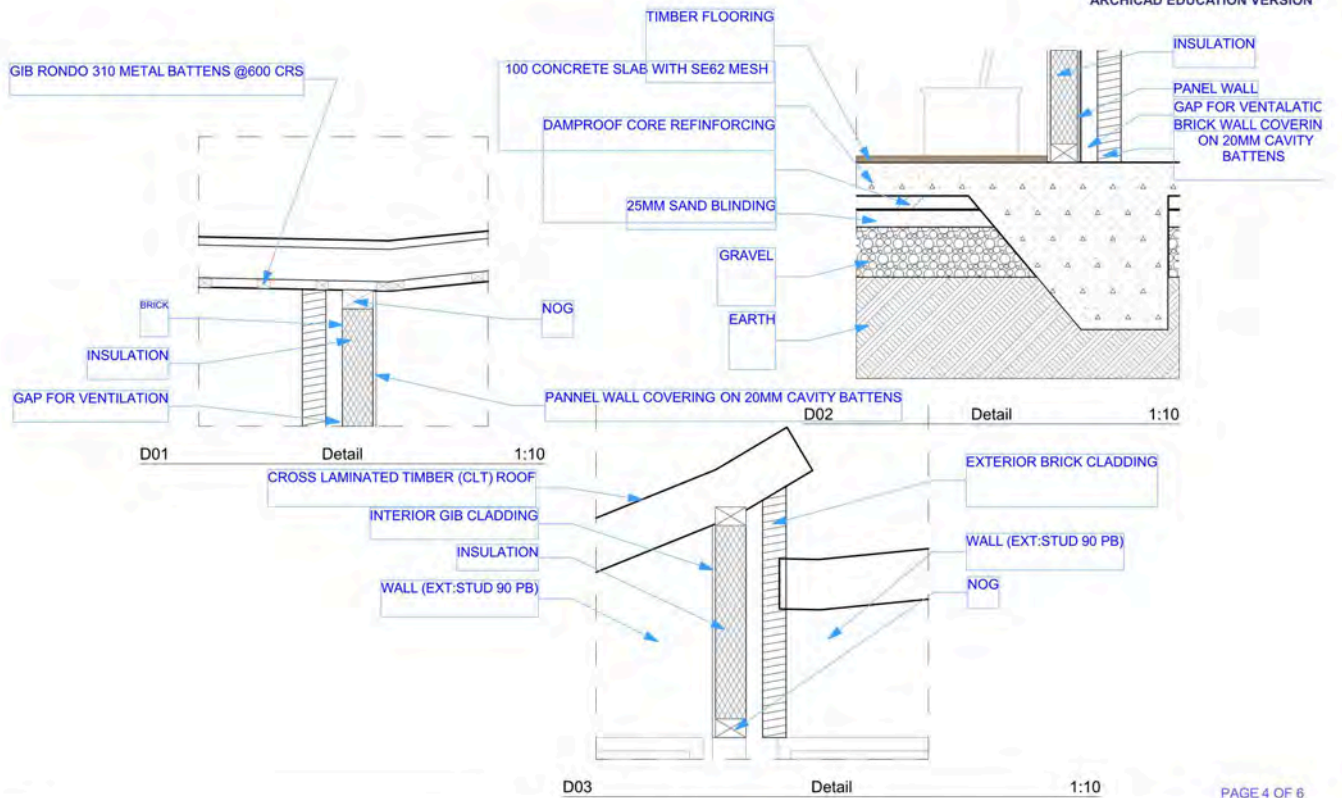 ARCHICAD EDUCATION VERSION
TIMBER FLOORING
INSULATION
GIB RONDO 310 METAL BATTENS @600 CRS
100 CONCRETE SLAB WITH SE62 MESH
PANEL WALL
GAP FOR VENTALATIC
DAMPROOF CORE REFINFORCING
BRICK WALL COVERIN
ON 20MM CAVITY
BATTENS
25MM SAND BLINDING
GRAVEL
BRICK
NOG
EARTH
INSULATION
GAP FOR VENTILATION
PANNEL WALL COVERING ON 20MM CAVITY BATTENS
D02 Detail 1:10
D01 Detail 1:10
CROSS LAMINATED TIMBER (CLT) ROOF
EXTERIOR BRICK CLADDING
INTERIOR GIB CLADDING
INSULATION
WALL (EXT:STUD 90 PB)
WALL (EXT:STUD 90 PB)
NOG
D03 Detail 1:10
PAGE 4 OF 6